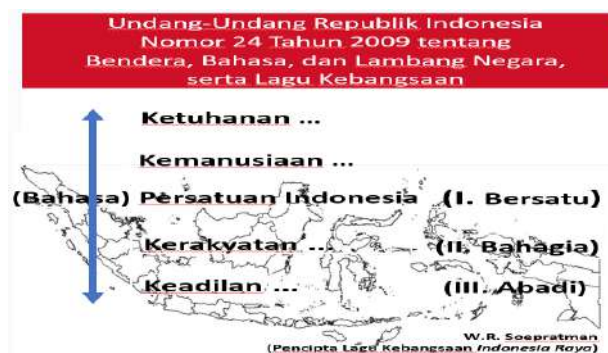 Undang-Undang Republik Indonesia
Nomor 24 Tahun 2009 tentang
Bendera, Bahasa, dan Lambang Negara,
serta Lagu Kebangsaan
Ketuhanan ...
Kemanusiaan ...
(Bahasa) Persatuan Indonesia (I. Bersatu)
Kerakyatan ... (II. Bahagia)
Keadilan ... (III. Abadi)
W.R. Soepratman
(Pencipta Lagu Kebangsaan Indonesia Raya)